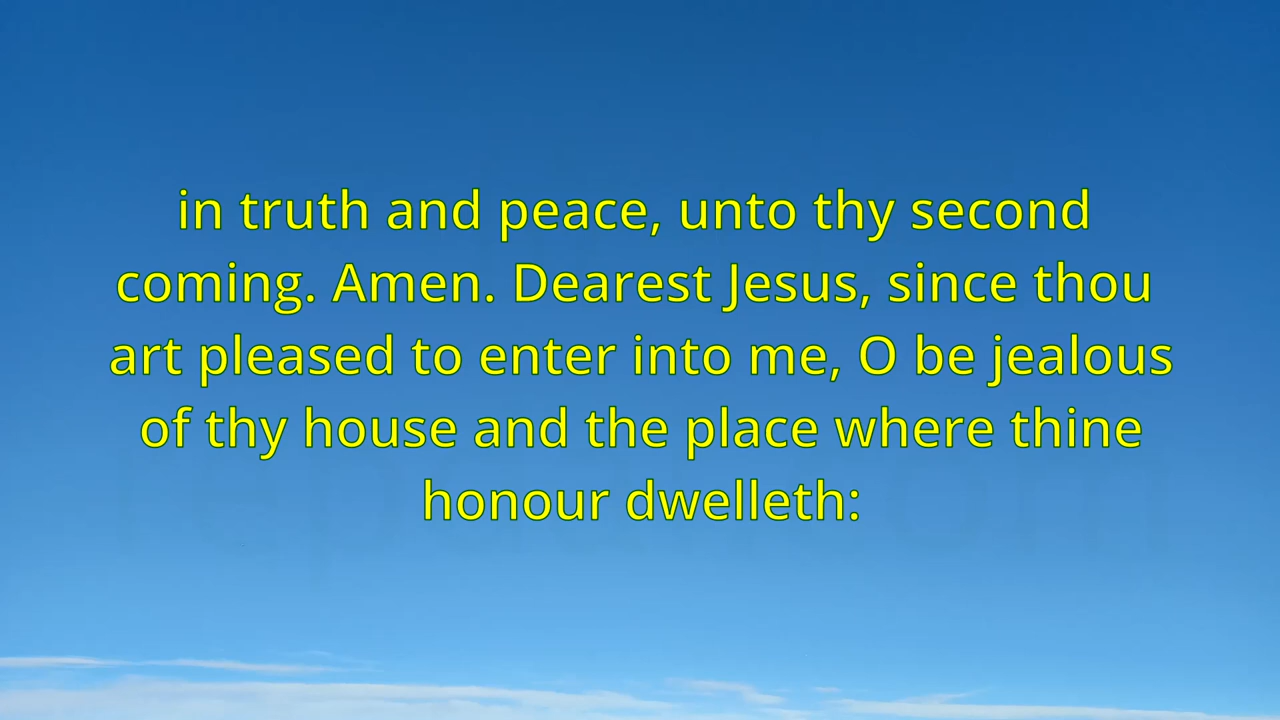 in truth and peace, unto thy second
coming. Amen. Dearest Jesus, since thou
art pleased to enter into me, O be jealous
of thy house and the place where thine
honour dwelleth: